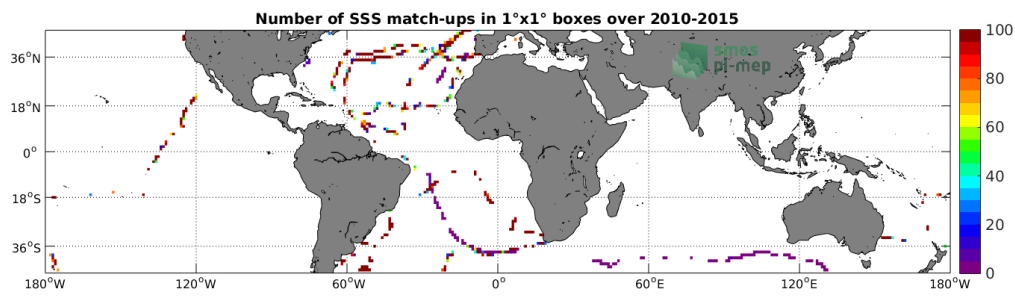 Number of SSS match-ups in 1°x1° boxes over 2010-2015
smos
pi-mep
36°N
18°N
0°
18°S
36°S
180°W
120°W
60°W
0°
60°E
120°E
180°W
100
80
60
40
20
0